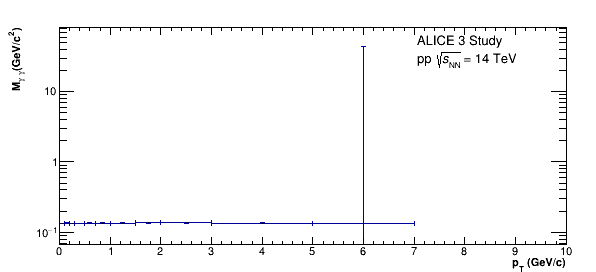 ALICE 3 Study
pp √s_NN = 14 TeV
M_γγ (GeV/c²)
10
1
10⁻¹
0 1 2 3 4 5 6 7 8 9 10
p_T (GeV/c)